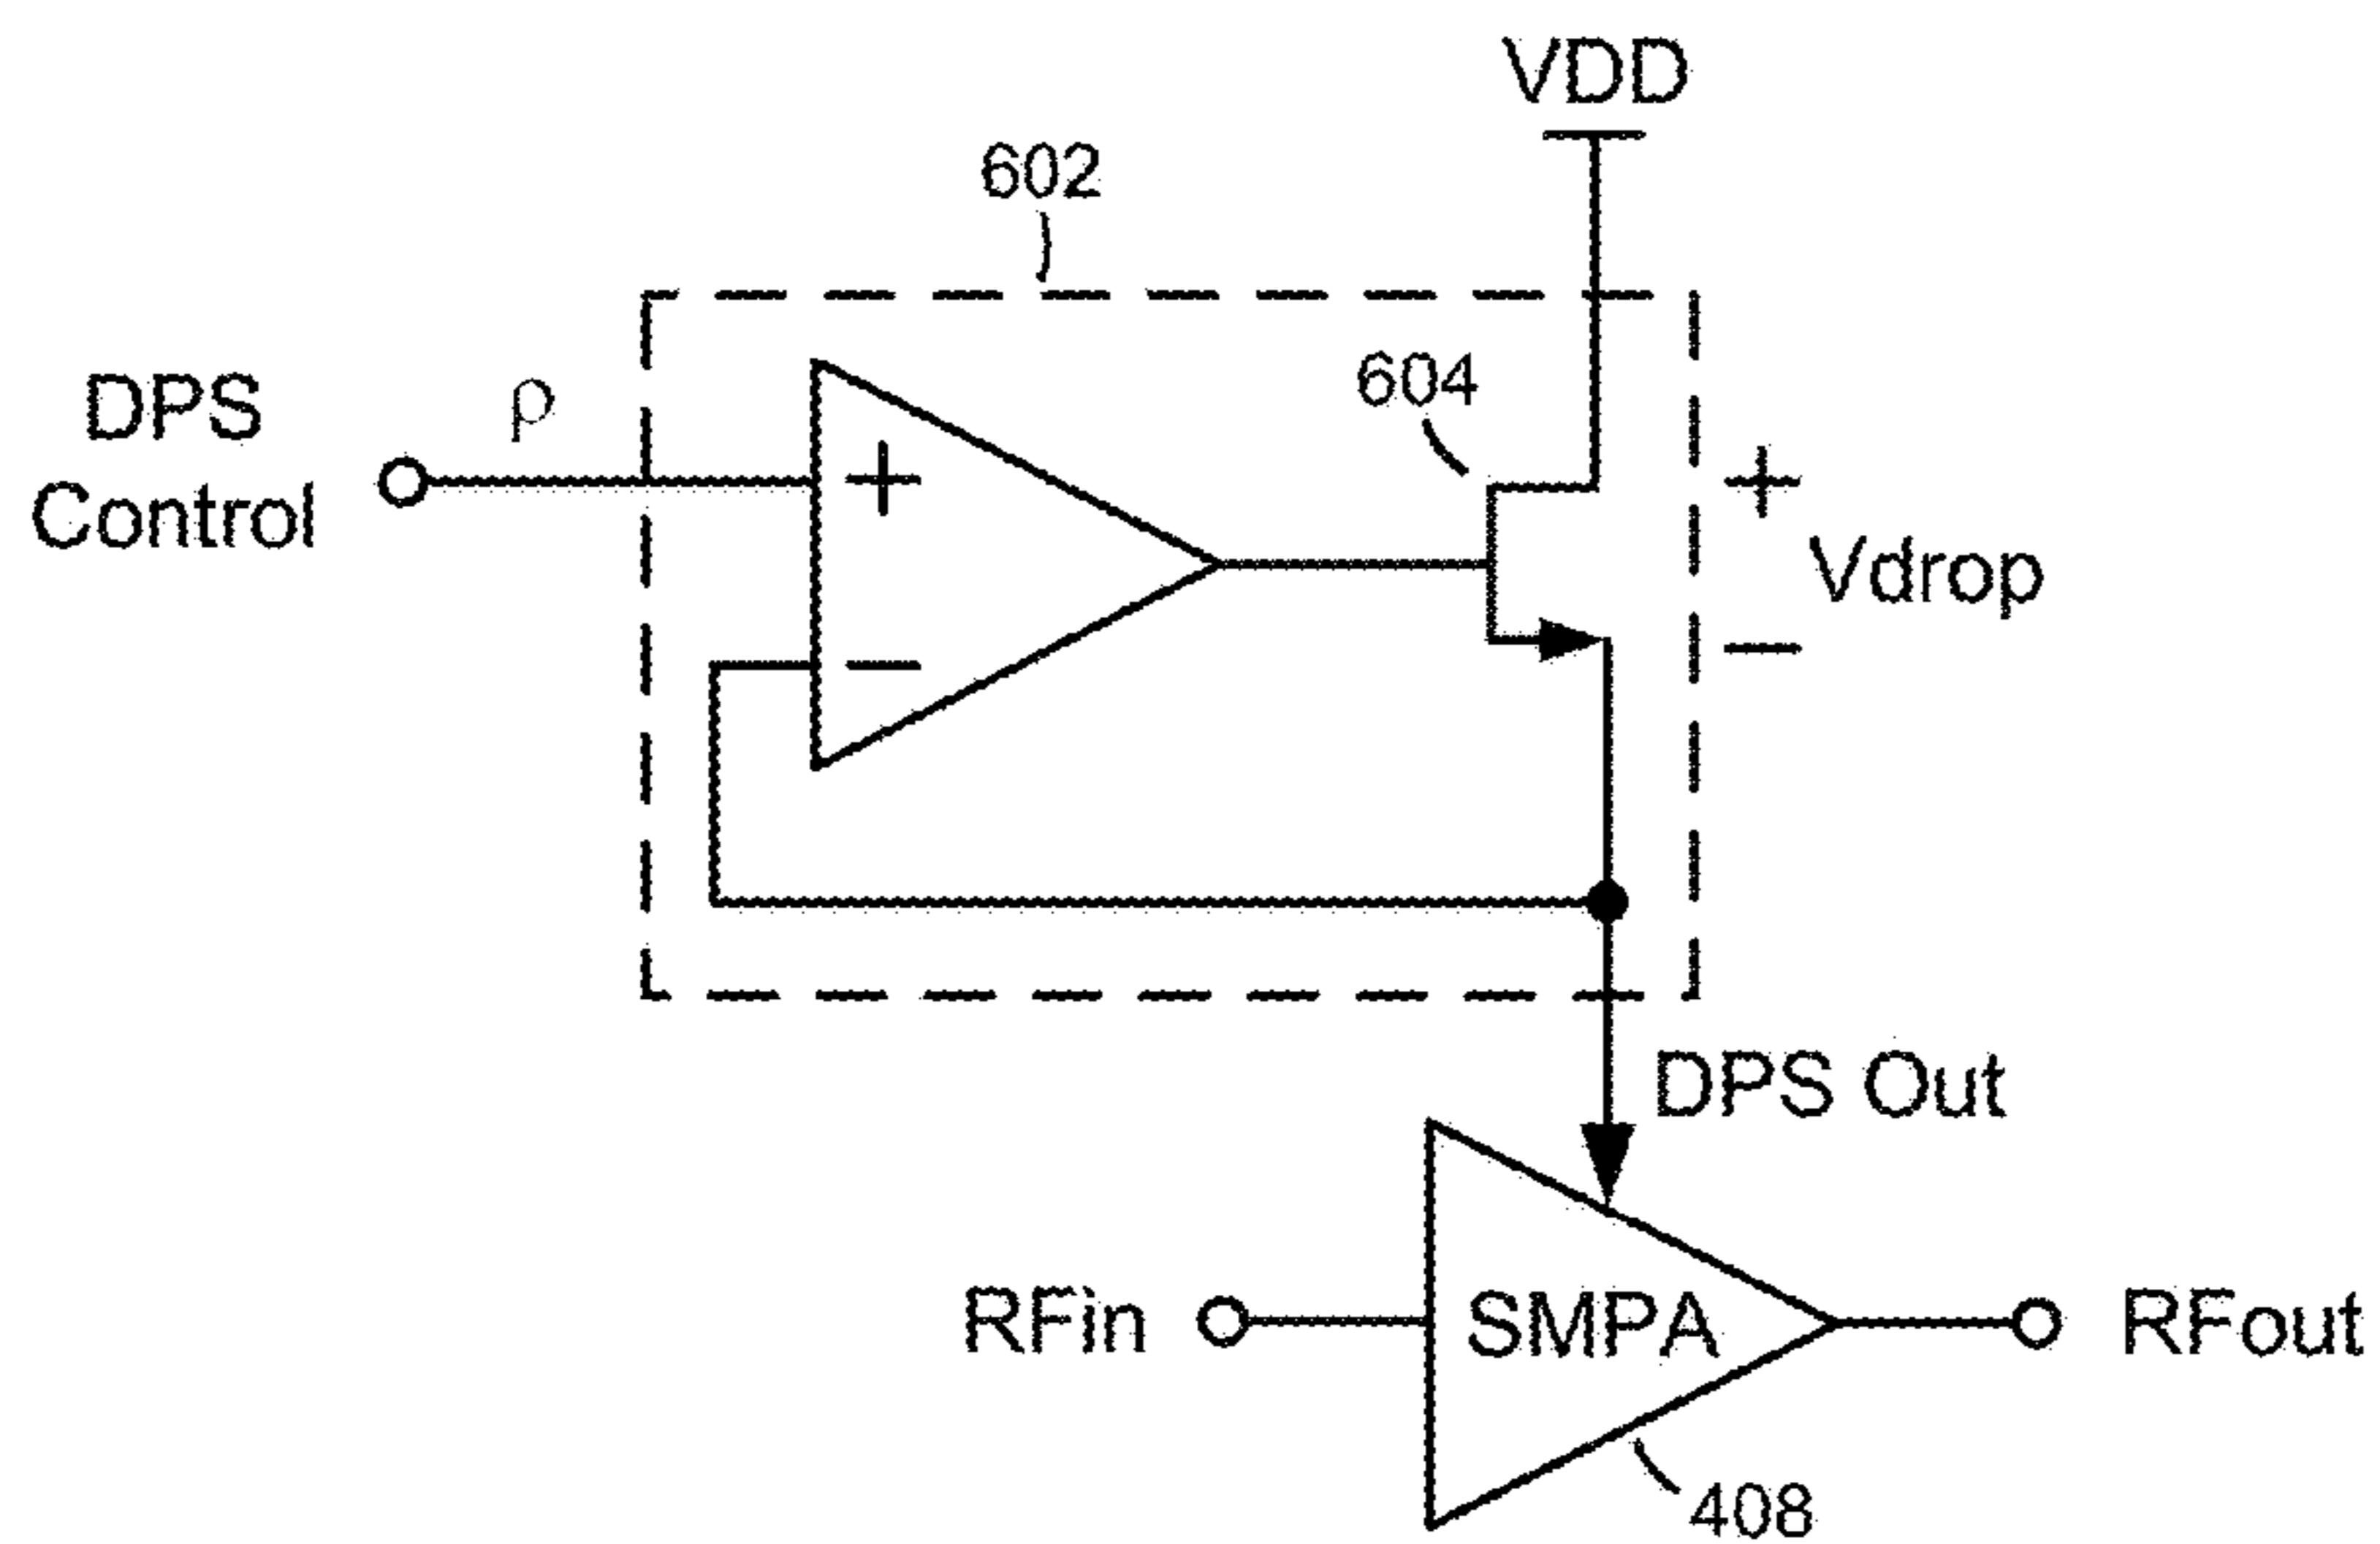 VDD
602
604
DPS
Control
ρ
+
−
+
Vdrop
−
DPS Out
RFin
SMPA
RFout
408